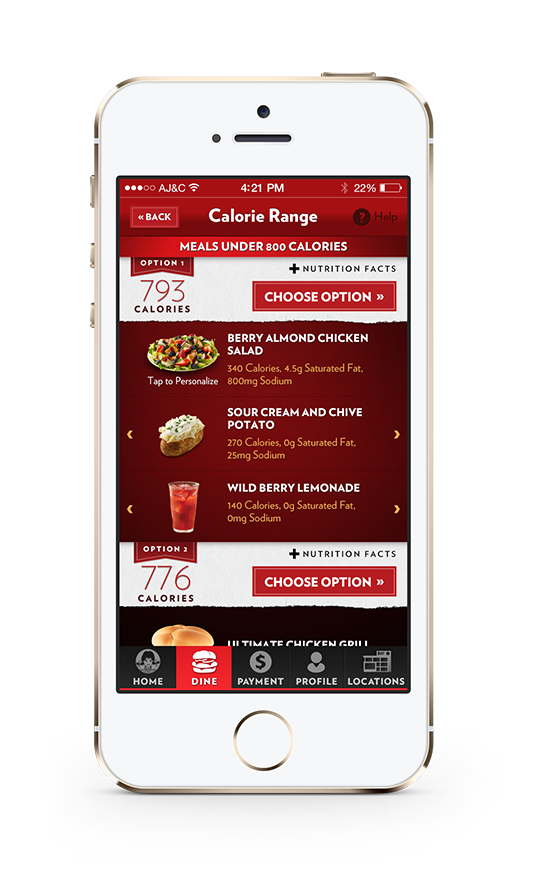 AJ&C 4:21 PM 22%
« BACK Calorie Range ? Help
MEALS UNDER 800 CALORIES
OPTION 1
+ NUTRITION FACTS
793
CALORIES
CHOOSE OPTION »
BERRY ALMOND CHICKEN
SALAD
340 Calories, 4.5g Saturated Fat,
800mg Sodium
Tap to Personalize
SOUR CREAM AND CHIVE
POTATO
270 Calories, 0g Saturated Fat,
25mg Sodium
WILD BERRY LEMONADE
140 Calories, 0g Saturated Fat,
0mg Sodium
OPTION 2
+ NUTRITION FACTS
776
CALORIES
CHOOSE OPTION »
ULTIMATE CHICKEN GRILL
HOME DINE PAYMENT PROFILE LOCATIONS